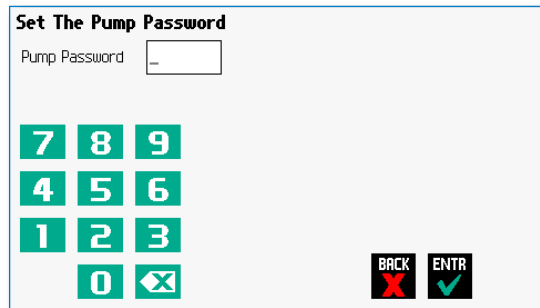 Set The Pump Password
Pump Password _
7 8 9
4 5 6
1 2 3
0 X
BACK ENTR